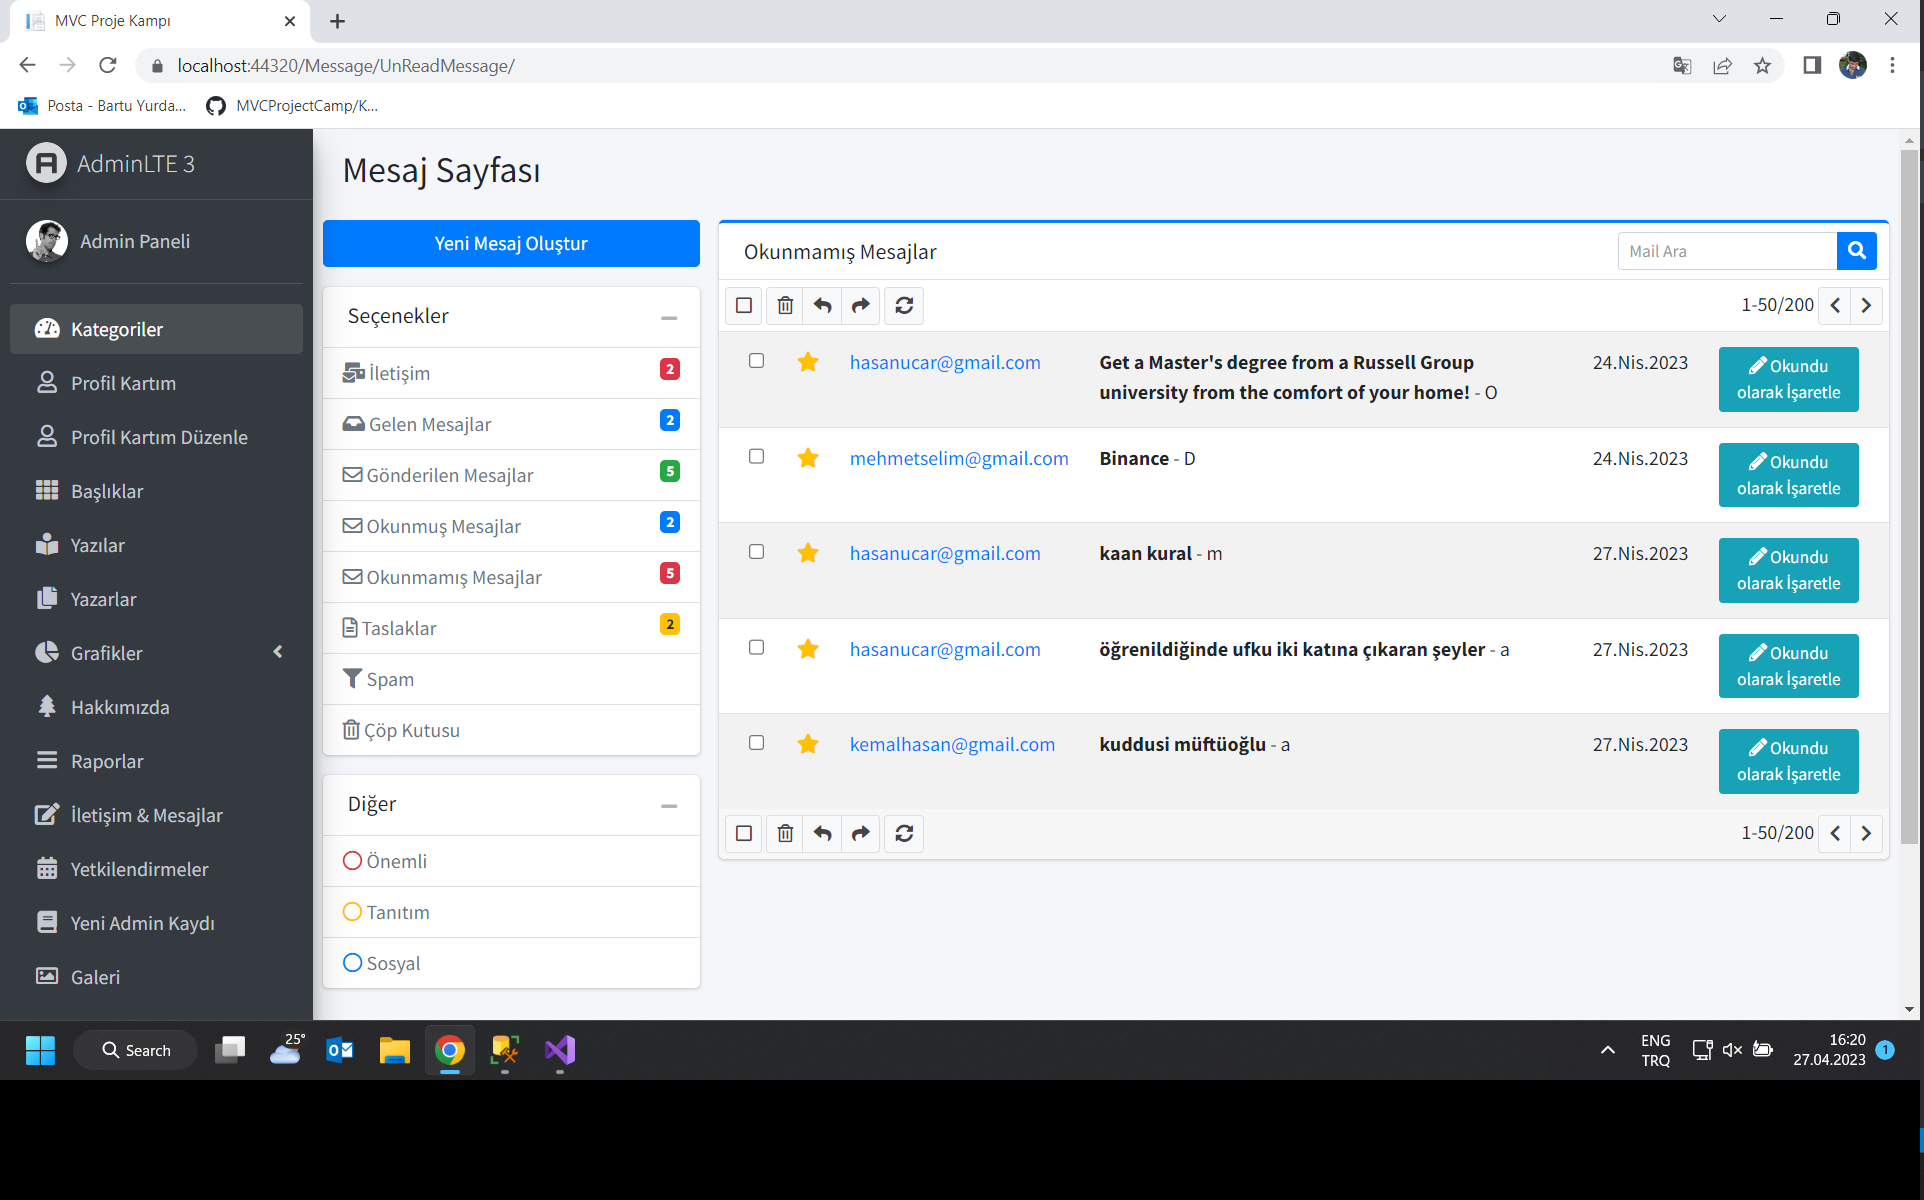 MVC Proje Kampı
localhost:44320/Message/UnReadMessage/
Posta - Bartu Yurda...
MVCProjectCamp/K...
AdminLTE 3
Admin Paneli
Kategoriler
Profil Kartım
Profil Kartım Düzenle
Başlıklar
Yazılar
Yazarlar
Grafikler
Hakkımızda
Raporlar
İletişim & Mesajlar
Yetkilendirmeler
Yeni Admin Kaydı
Galeri
Mesaj Sayfası
Yeni Mesaj Oluştur
Seçenekler
İletişim 2
Gelen Mesajlar 2
Gönderilen Mesajlar 5
Okunmuş Mesajlar 2
Okunmamış Mesajlar 5
Taslaklar 2
Spam
Çöp Kutusu
Diğer
Önemli
Tanıtım
Sosyal
Okunmamış Mesajlar
Mail Ara
1-50/200
hasanucar@gmail.com
Get a Master's degree from a Russell Group
university from the comfort of your home! - O
24.Nis.2023
Okundu
olarak İşaretle
mehmetselim@gmail.com
Binance - D
24.Nis.2023
Okundu
olarak İşaretle
hasanucar@gmail.com
kaan kural - m
27.Nis.2023
Okundu
olarak İşaretle
hasanucar@gmail.com
öğrenildiğinde ufku iki katına çıkaran şeyler - a
27.Nis.2023
Okundu
olarak İşaretle
kemalhasan@gmail.com
kuddusi müftüoğlu - a
27.Nis.2023
Okundu
olarak İşaretle
1-50/200
Search
25°
ENG
TRQ
16:20
27.04.2023
1